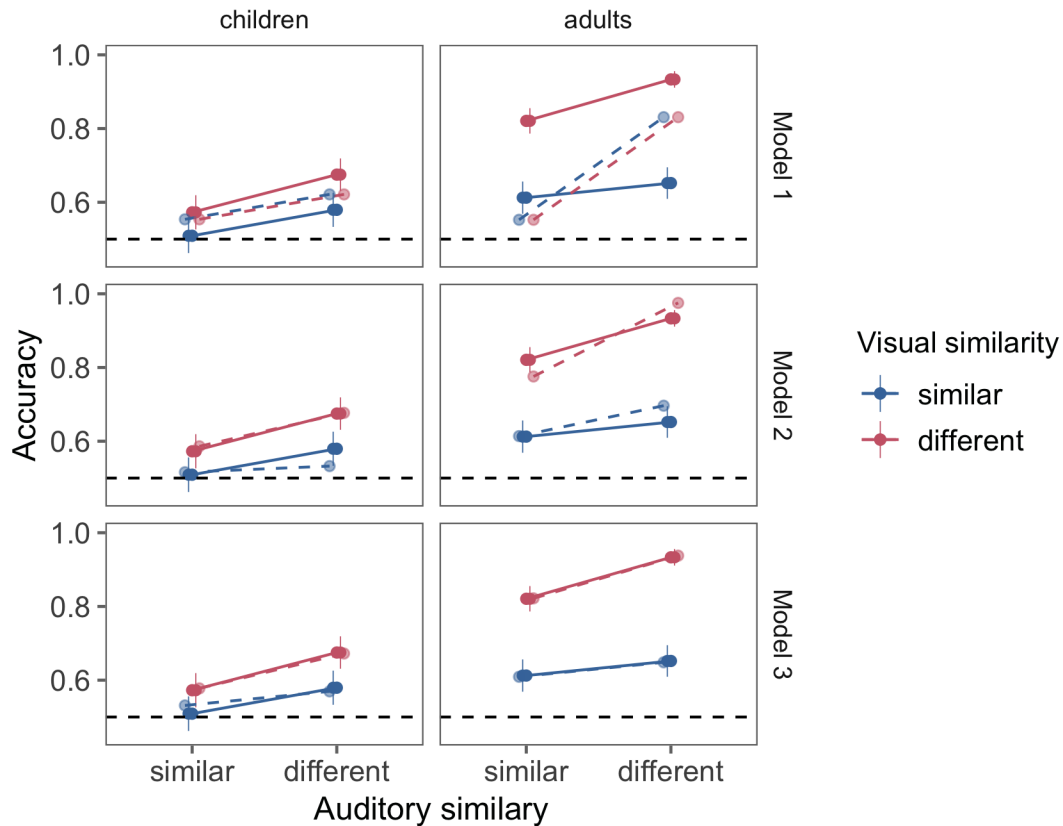 children
adults
1.0
0.8
0.6
Model 1
1.0
0.8
0.6
Model 2
1.0
0.8
0.6
Model 3
similar
different
similar
different
Auditory similary
Accuracy
Visual similarity
similar
different